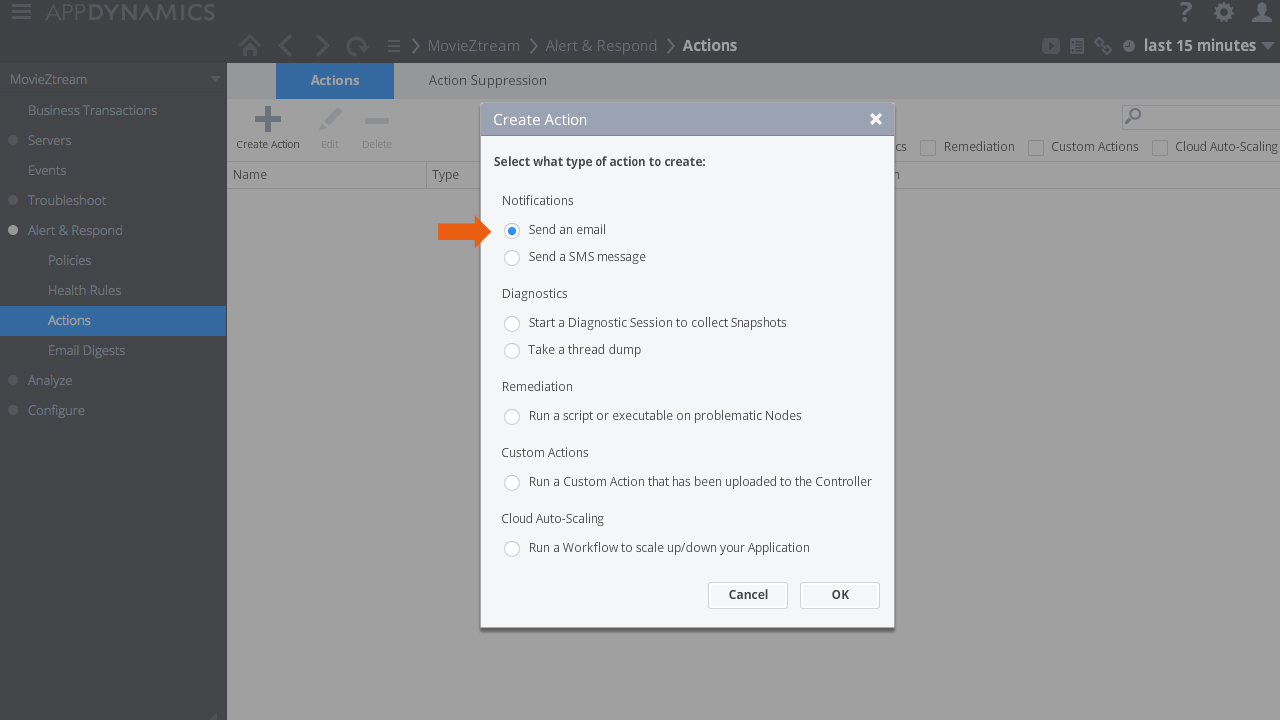 APPDYNAMICS
?
MovieZtream
Alert & Respond
Actions
last 15 minutes
MovieZtream
Business Transactions
Servers
Events
Troubleshoot
Alert & Respond
Policies
Health Rules
Actions
Email Digests
Analyze
Configure
Actions
Action Suppression
Create Action
Edit
Delete
Remediation
Custom Actions
Cloud Auto-Scaling
Name
Type
Create Action
Select what type of action to create:
Notifications
Send an email
Send a SMS message
Diagnostics
Start a Diagnostic Session to collect Snapshots
Take a thread dump
Remediation
Run a script or executable on problematic Nodes
Custom Actions
Run a Custom Action that has been uploaded to the Controller
Cloud Auto-Scaling
Run a Workflow to scale up/down your Application
Cancel
OK